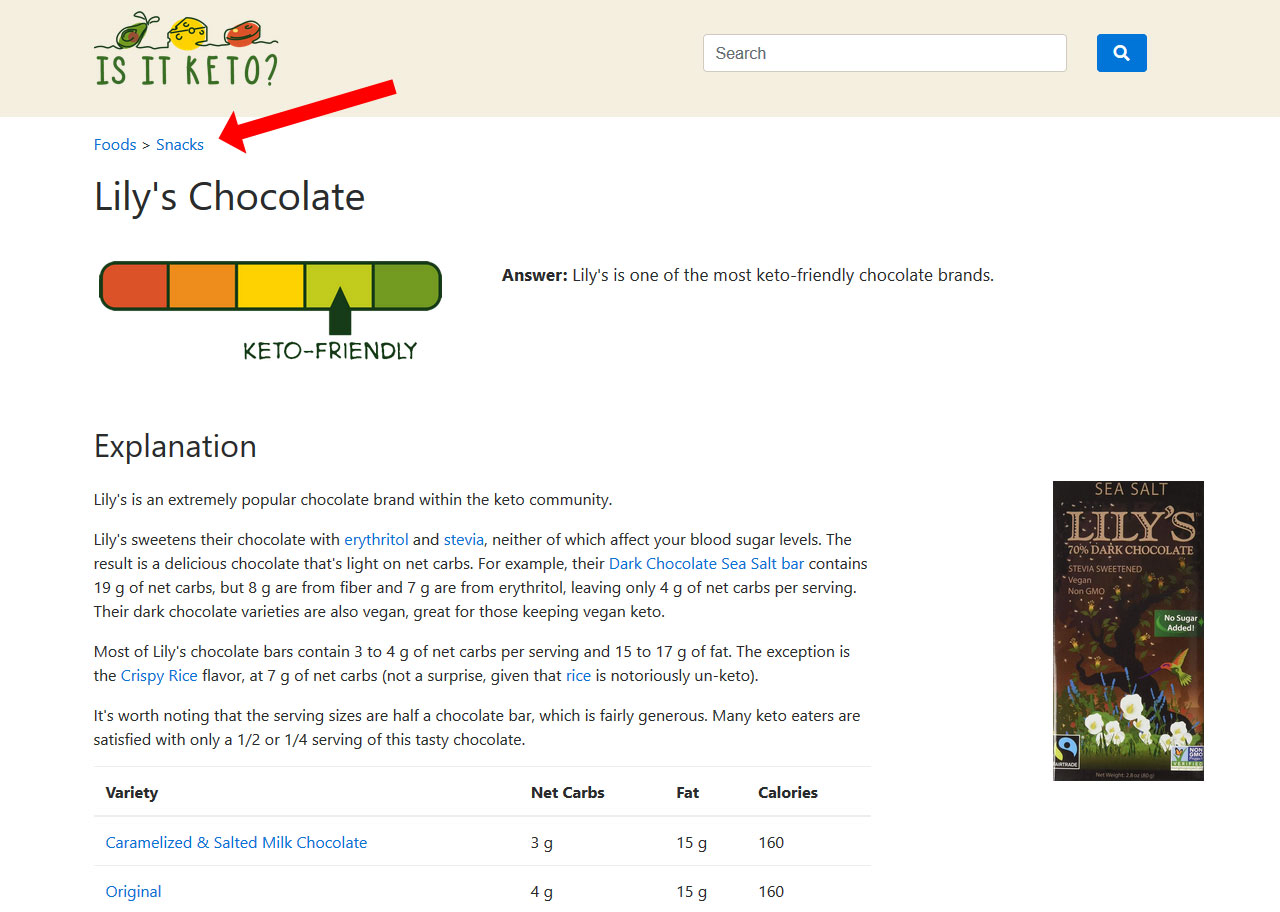 IS IT KETO?
Search
Foods > Snacks
Lily's Chocolate
Answer: Lily's is one of the most keto-friendly chocolate brands.
KETO-FRIENDLY
Explanation
Lily's is an extremely popular chocolate brand within the keto community.
Lily's sweetens their chocolate with erythritol and stevia, neither of which affect your blood sugar levels. The
result is a delicious chocolate that's light on net carbs. For example, their Dark Chocolate Sea Salt bar contains
19 g of net carbs, but 8 g are from fiber and 7 g are from erythritol, leaving only 4 g of net carbs per serving.
Their dark chocolate varieties are also vegan, great for those keeping vegan keto.
Most of Lily's chocolate bars contain 3 to 4 g of net carbs per serving and 15 to 17 g of fat. The exception is
the Crispy Rice flavor, at 7 g of net carbs (not a surprise, given that rice is notoriously un-keto).
It's worth noting that the serving sizes are half a chocolate bar, which is fairly generous. Many keto eaters are
satisfied with only a 1/2 or 1/4 serving of this tasty chocolate.
SEA SALT
LILY'S
70% DARK CHOCOLATE
STEVIA SWEETENED
Vegan
Non GMO
No Sugar
Added!
FAIRTRADE
NON
GMO
VERIFIED
Net Weight: 2.8 oz (80 g)
Variety Net Carbs Fat Calories
Caramelized & Salted Milk Chocolate 3 g 15 g 160
Original 4 g 15 g 160